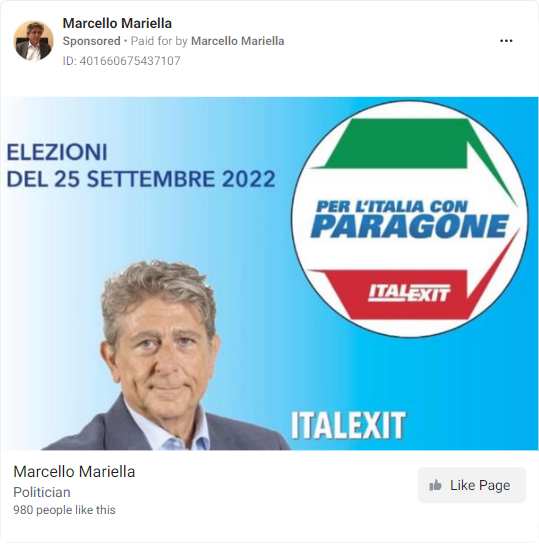 Marcello Mariella
Sponsored • Paid for by Marcello Mariella
ID: 401660675437107
ELEZIONI
DEL 25 SETTEMBRE 2022
PER L'ITALIA CON
PARAGONE
ITALEXIT
ITALEXIT
Marcello Mariella
Politician
980 people like this
Like Page